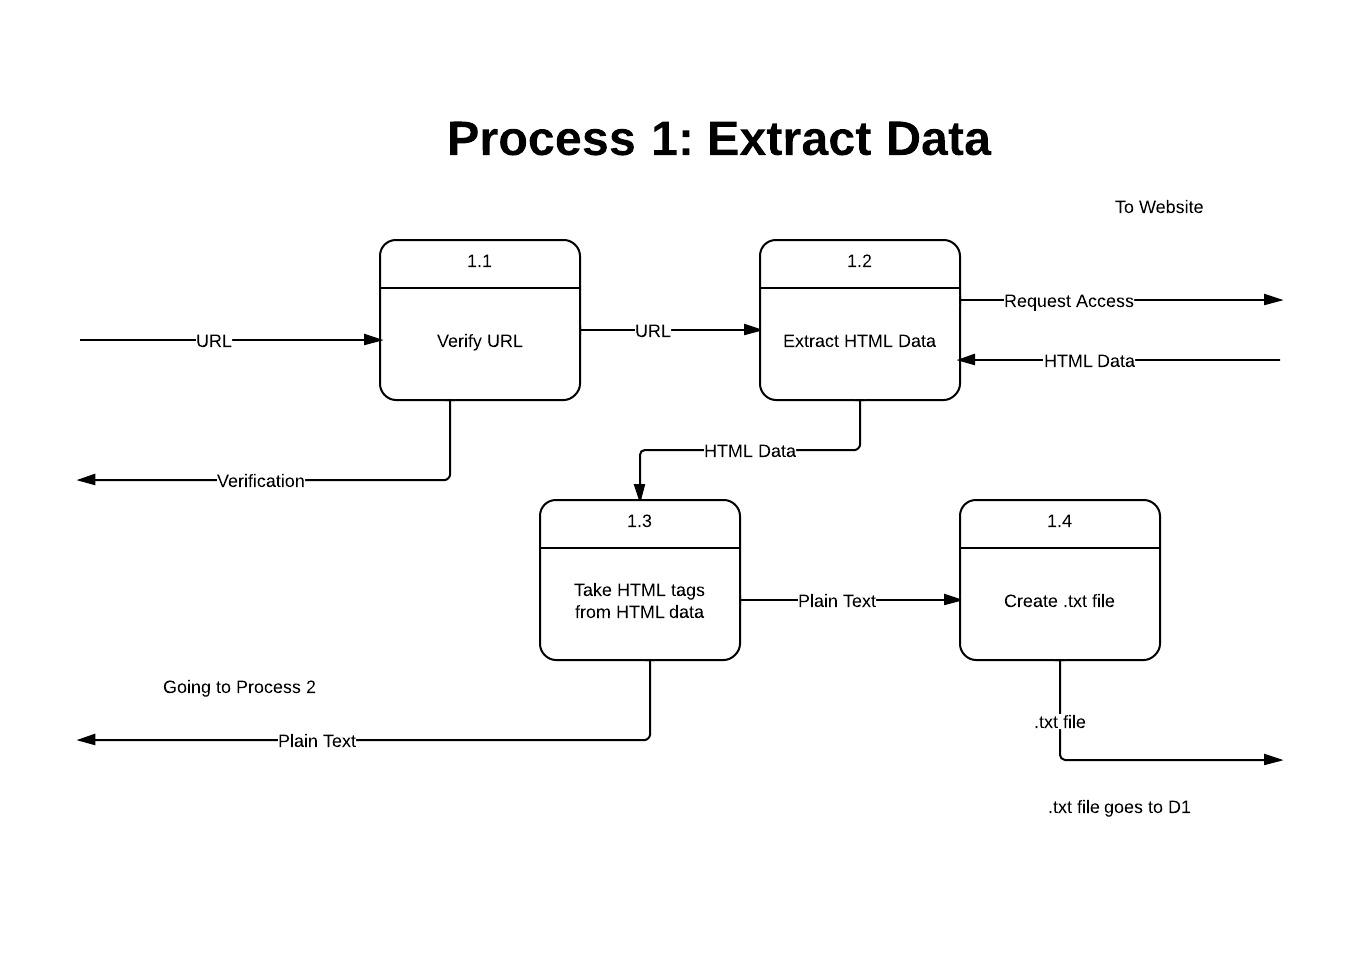 Process 1: Extract Data
To Website
1.1
1.2
Request Access
URL
Verify URL
URL
Extract HTML Data
HTML Data
HTML Data
Verification
1.3
1.4
Take HTML tags
from HTML data
Plain Text
Create .txt file
Going to Process 2
.txt file
Plain Text
.txt file goes to D1